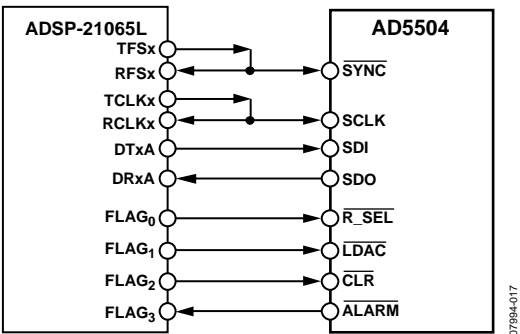 ADSP-21065L AD5504
TFSx
RFSx SYNC
TCLKx
RCLKx SCLK
DTxA SDI
DRxA SDO
FLAG0 R_SEL
FLAG1 LDAC
FLAG2 CLR
FLAG3 ALARM
07994-017